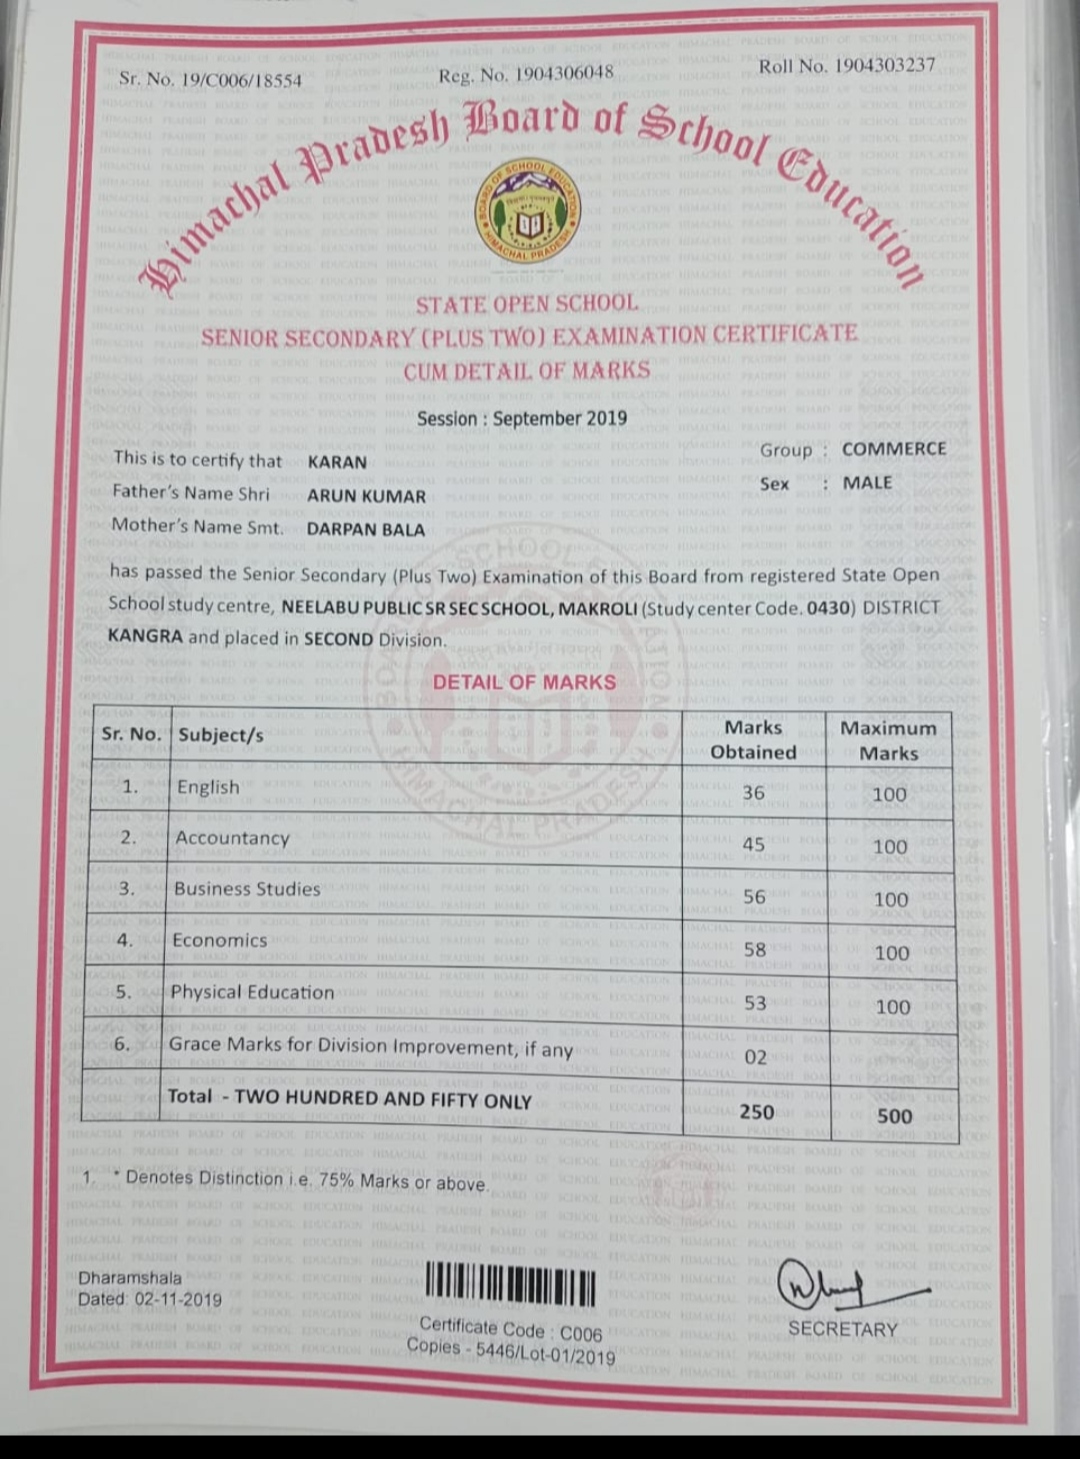 Sr. No. 19/C006/18554
Reg. No. 1904306048
Roll No. 1904303237
Himachal Pradesh Board of School Education
BOARD OF SCHOOL EDUCATION
HIMACHAL PRADESH
STATE OPEN SCHOOL
SENIOR SECONDARY (PLUS TWO) EXAMINATION CERTIFICATE
CUM DETAIL OF MARKS
Session : September 2019
This is to certify that KARAN
Group : COMMERCE
Father's Name Shri ARUN KUMAR
Sex : MALE
Mother's Name Smt. DARPAN BALA
has passed the Senior Secondary (Plus Two) Examination of this Board from registered State Open
School study centre, NEELABU PUBLIC SR SEC SCHOOL, MAKROLI (Study center Code. 0430) DISTRICT
KANGRA and placed in SECOND Division.
DETAIL OF MARKS
Sr. No. Subject/s Marks Obtained Maximum Marks
1. English 36 100
2. Accountancy 45 100
3. Business Studies 56 100
4. Economics 58 100
5. Physical Education 53 100
6. Grace Marks for Division Improvement, if any 02
Total - TWO HUNDRED AND FIFTY ONLY 250 500
1. * Denotes Distinction i.e. 75% Marks or above.
Dharamshala
Dated: 02-11-2019
Certificate Code : C006
Copies - 5446/Lot-01/2019
SECRETARY